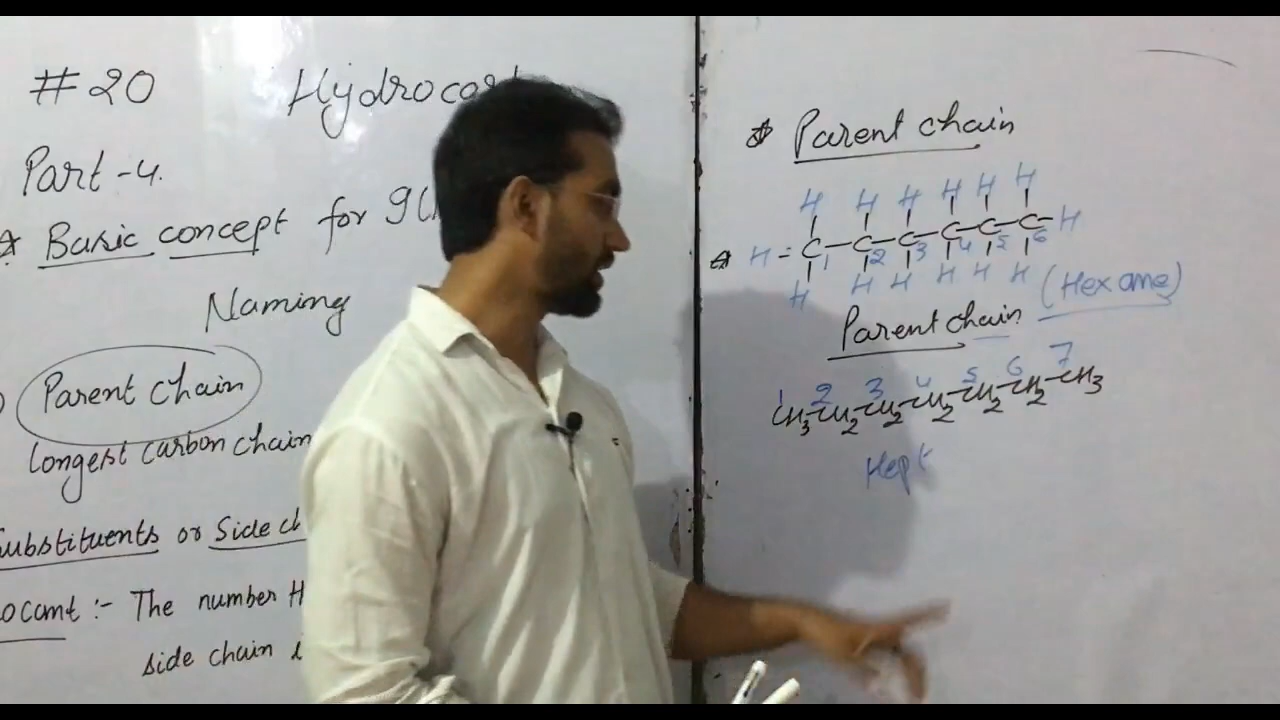 #20 Hydrocar
Part-4.
Basic concept for
Naming
Parent chain
longest carbon chain
Substituents or Side ch
ocant :- The number H
side chain i
Parent chain
H H H H H H
H - C - C - C - C - C - C - H
1 2 3 4 5 6
H H H H H H
(Hexane)
Parent chain
1 2 3 4 5 6 7
CH3-CH2-CH2-CH2-CH2-CH2-CH3
Hept